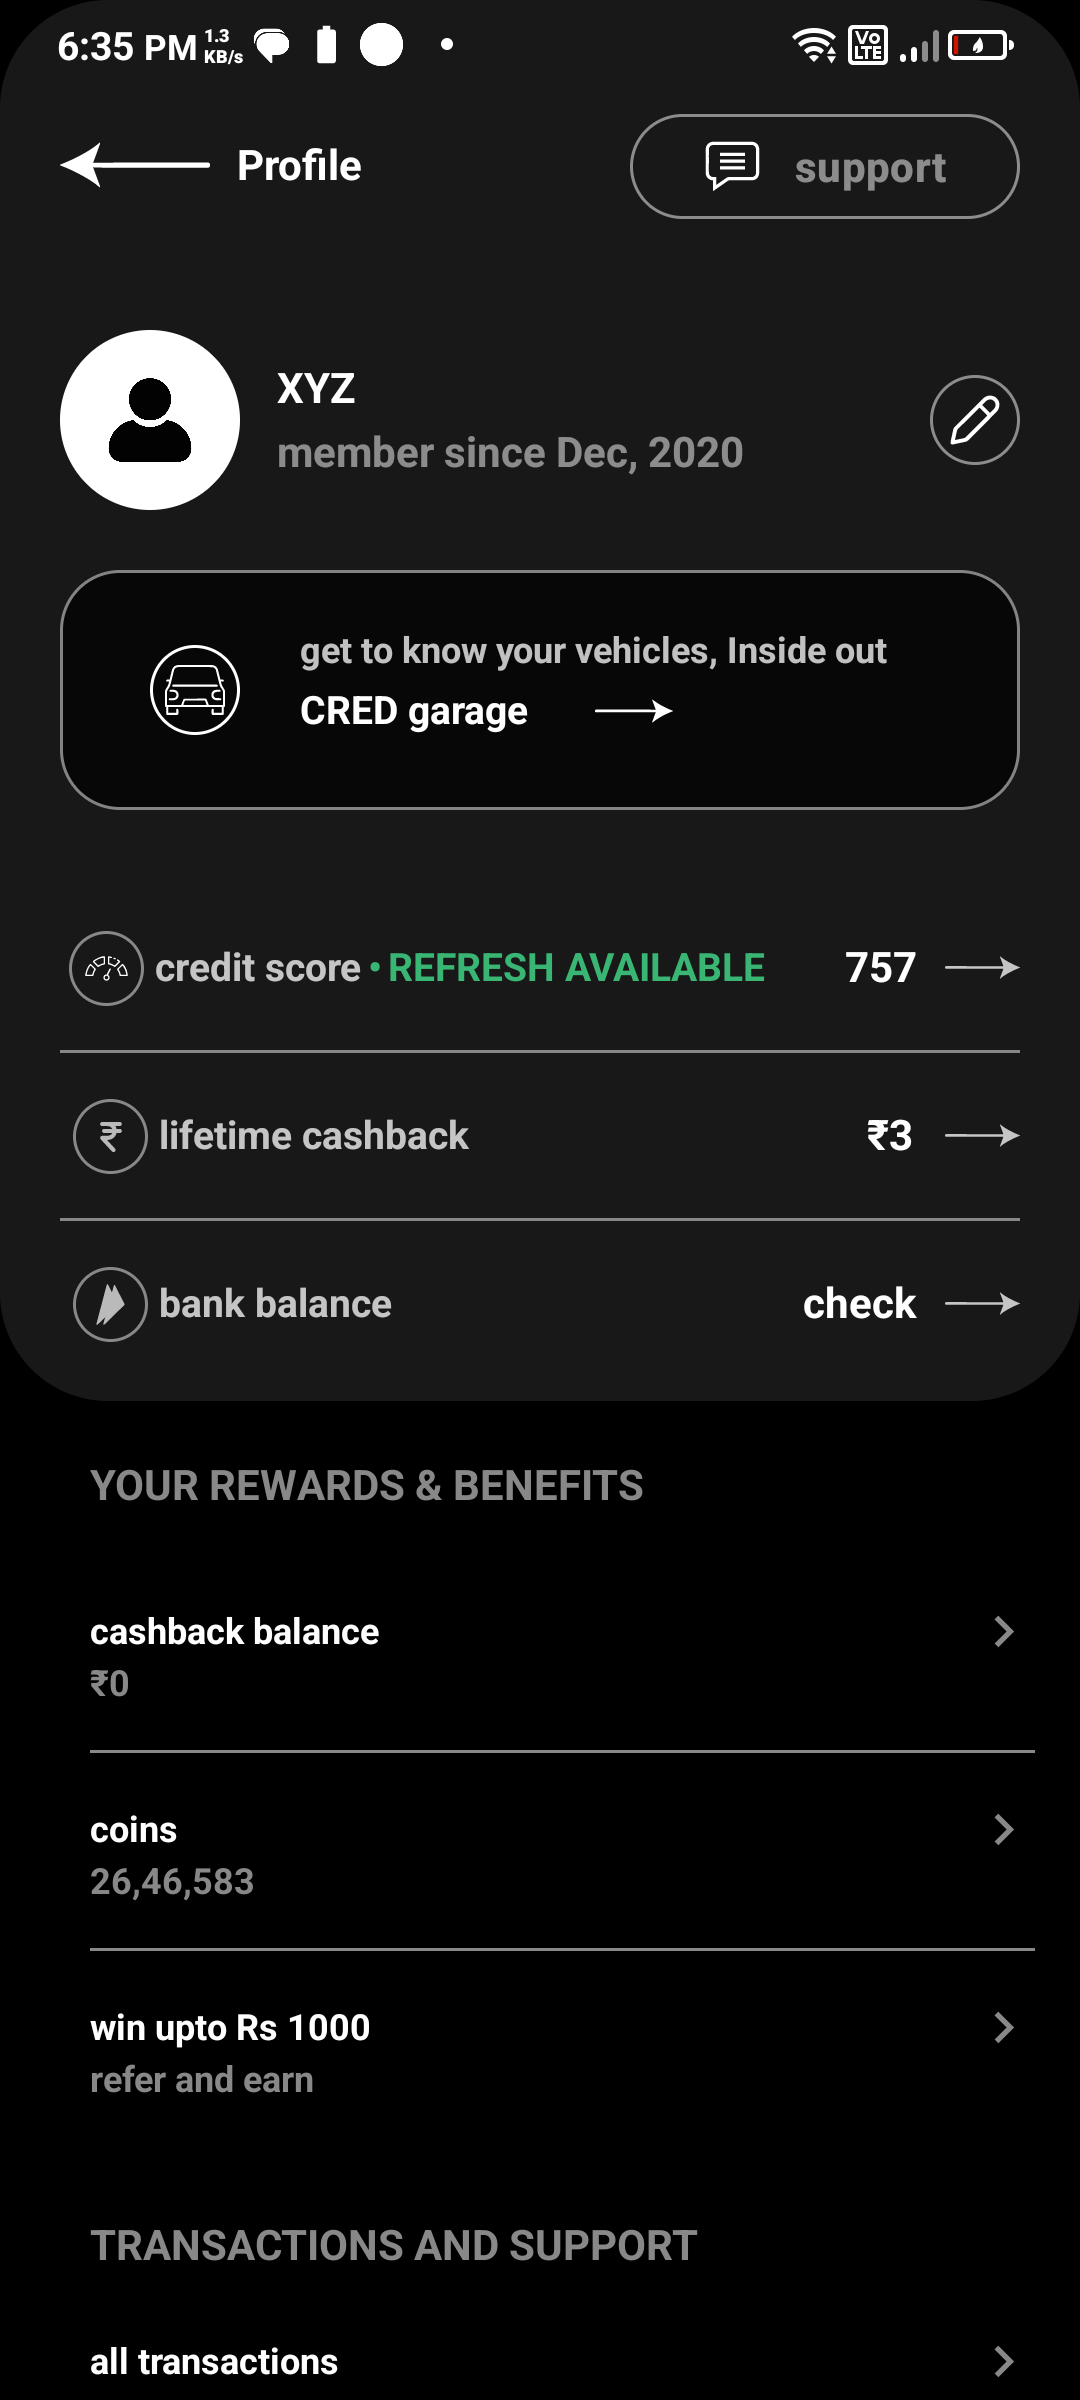 6:35 PM 1.3 KB/s VoLTE
Profile
support
XYZ
member since Dec, 2020
get to know your vehicles, Inside out
CRED garage
credit score • REFRESH AVAILABLE 757
₹ lifetime cashback ₹3
bank balance check
YOUR REWARDS & BENEFITS
cashback balance
₹0
coins
26,46,583
win upto Rs 1000
refer and earn
TRANSACTIONS AND SUPPORT
all transactions